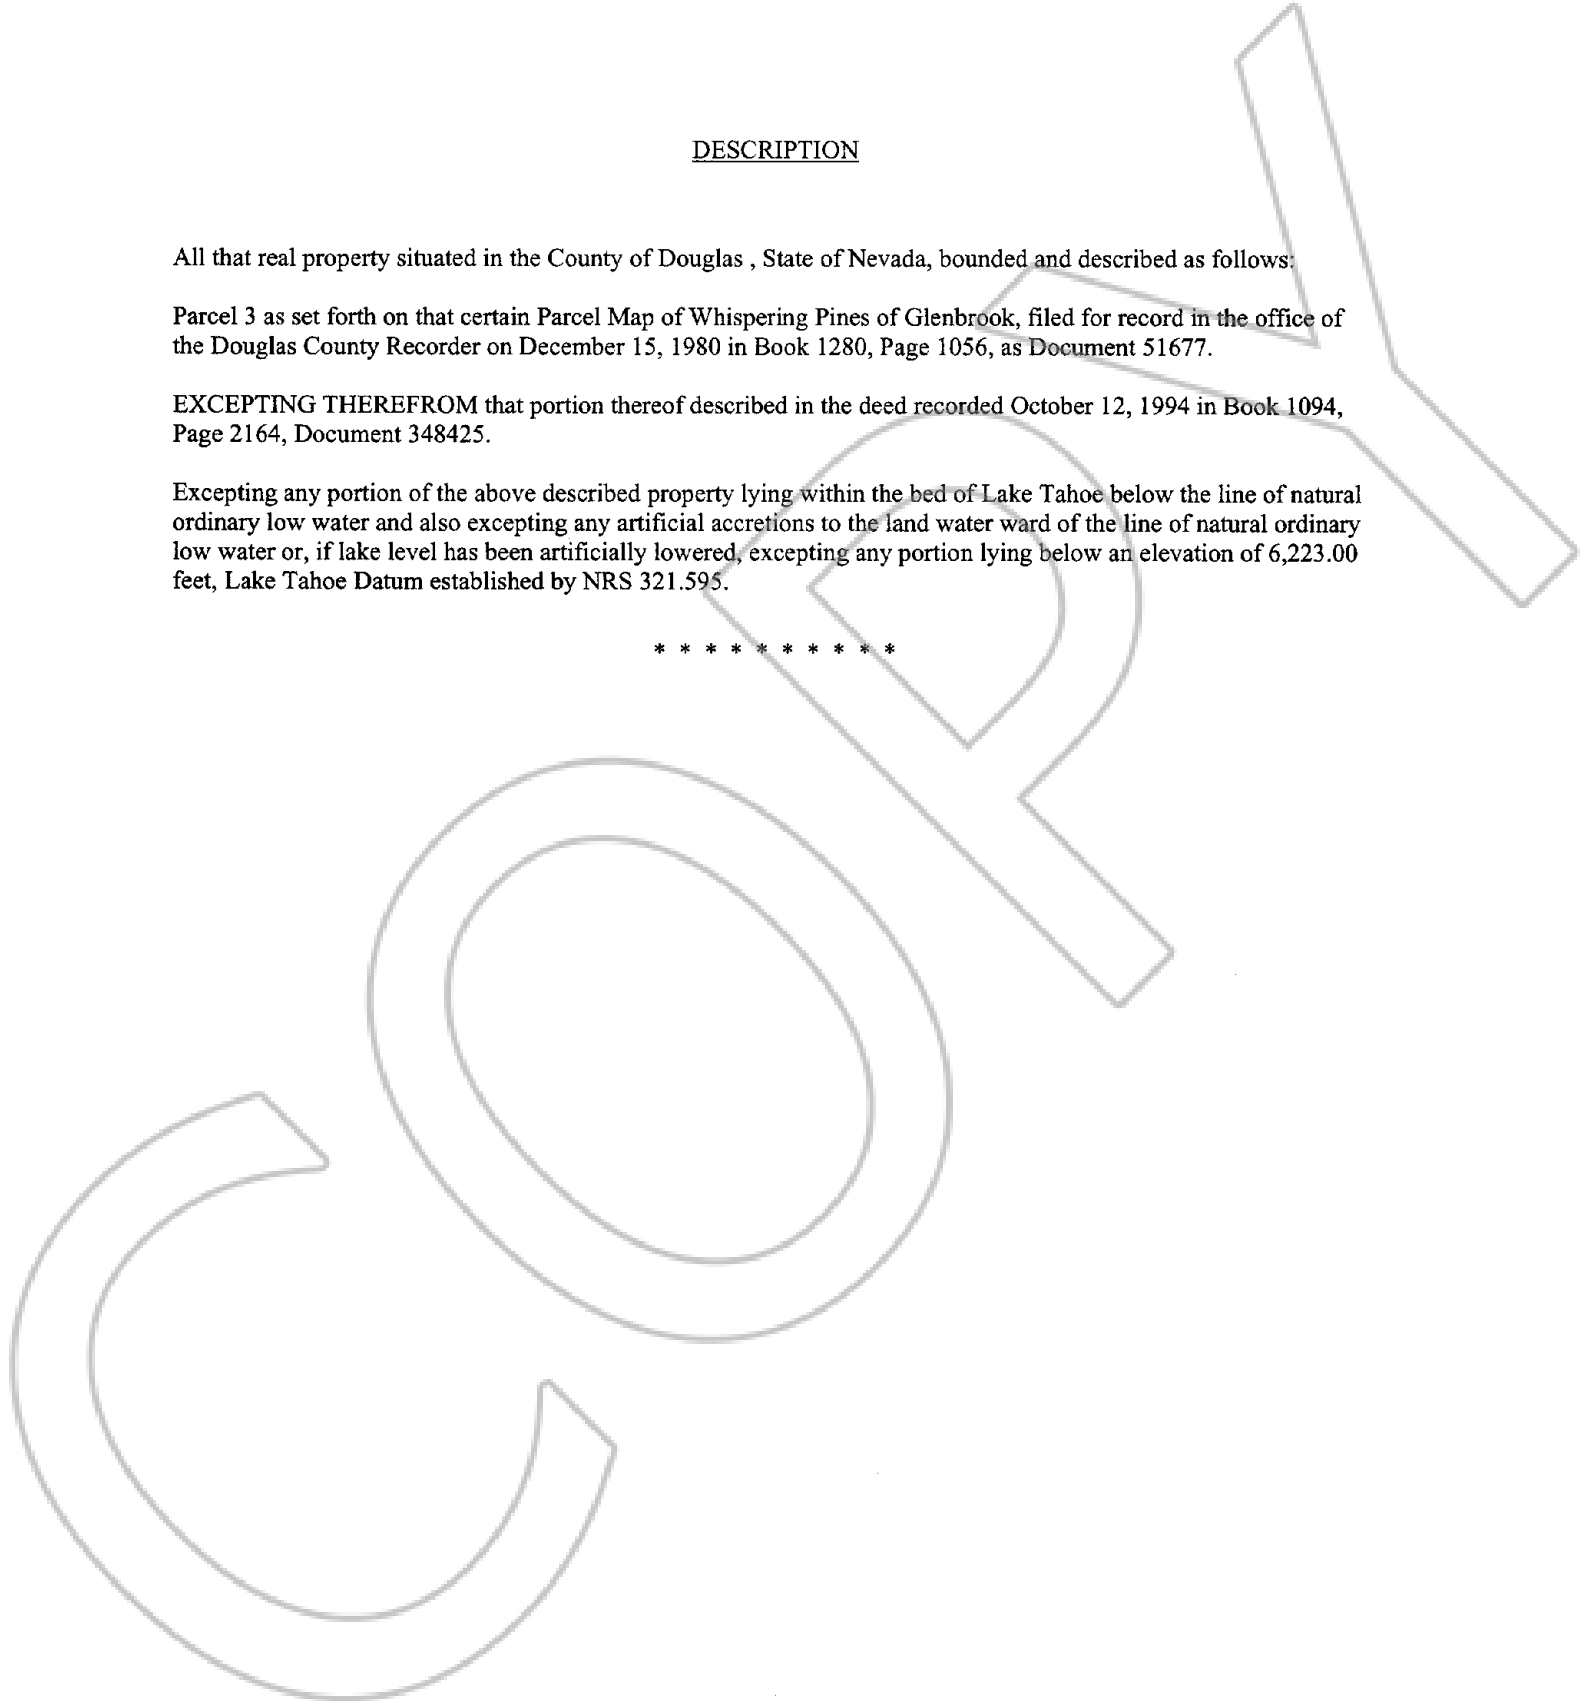 DESCRIPTION
All that real property situated in the County of Douglas , State of Nevada, bounded and described as follows:
Parcel 3 as set forth on that certain Parcel Map of Whispering Pines of Glenbrook, filed for record in the office of
the Douglas County Recorder on December 15, 1980 in Book 1280, Page 1056, as Document 51677.
EXCEPTING THEREFROM that portion thereof described in the deed recorded October 12, 1994 in Book 1094,
Page 2164, Document 348425.
Excepting any portion of the above described property lying within the bed of Lake Tahoe below the line of natural
ordinary low water and also excepting any artificial accretions to the land water ward of the line of natural ordinary
low water or, if lake level has been artificially lowered, excepting any portion lying below an elevation of 6,223.00
feet, Lake Tahoe Datum established by NRS 321.595.
* * * * * * * * * *
COPY